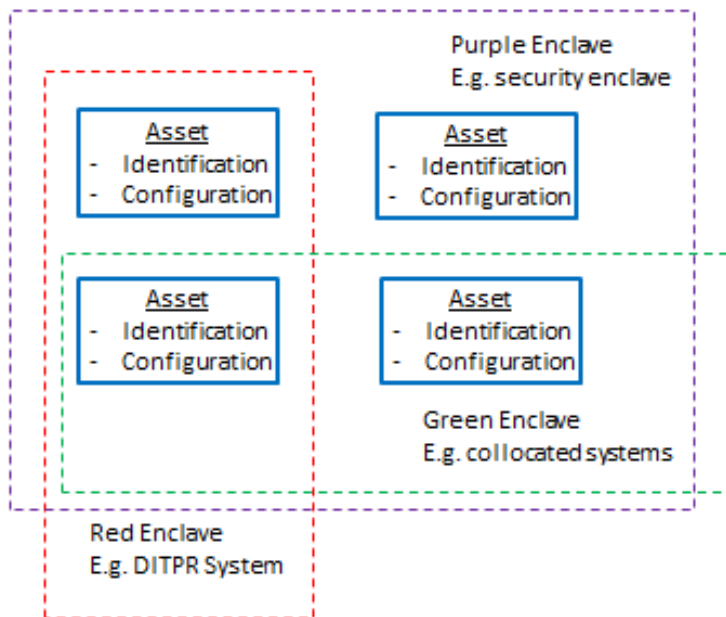 Purple Enclave
E.g. security enclave
Asset
- Identification
- Configuration
Asset
- Identification
- Configuration
Asset
- Identification
- Configuration
Asset
- Identification
- Configuration
Green Enclave
E.g. collocated systems
Red Enclave
E.g. DITPR System